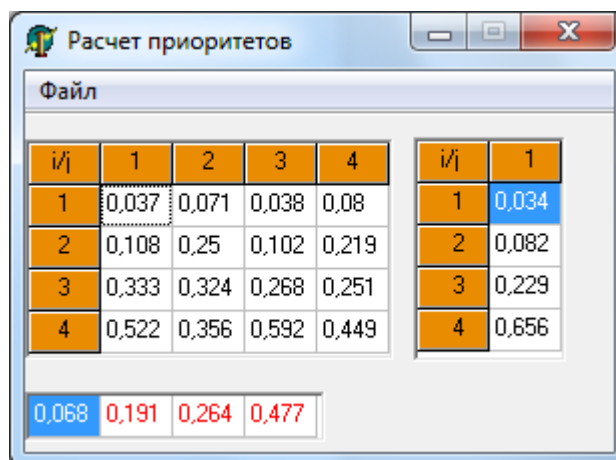 Расчет приоритетов
Файл
i/j 1 2 3 4
1 0,037 0,071 0,038 0,08
2 0,108 0,25 0,102 0,219
3 0,333 0,324 0,268 0,251
4 0,522 0,356 0,592 0,449
i/j 1
1 0,034
2 0,082
3 0,229
4 0,656
0,068 0,191 0,264 0,477